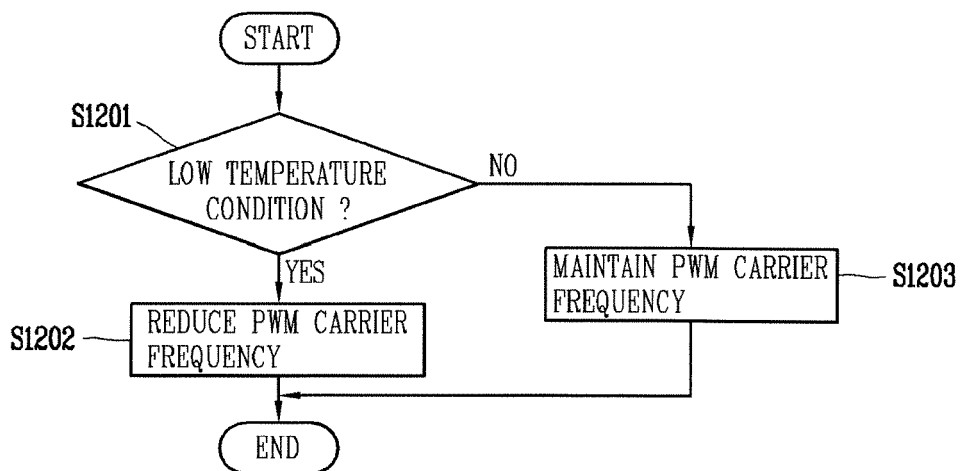 START
S1201
LOW TEMPERATURE
CONDITION ?
NO
YES
MAINTAIN PWM CARRIER
FREQUENCY
S1203
REDUCE PWM CARRIER
FREQUENCY
S1202
END